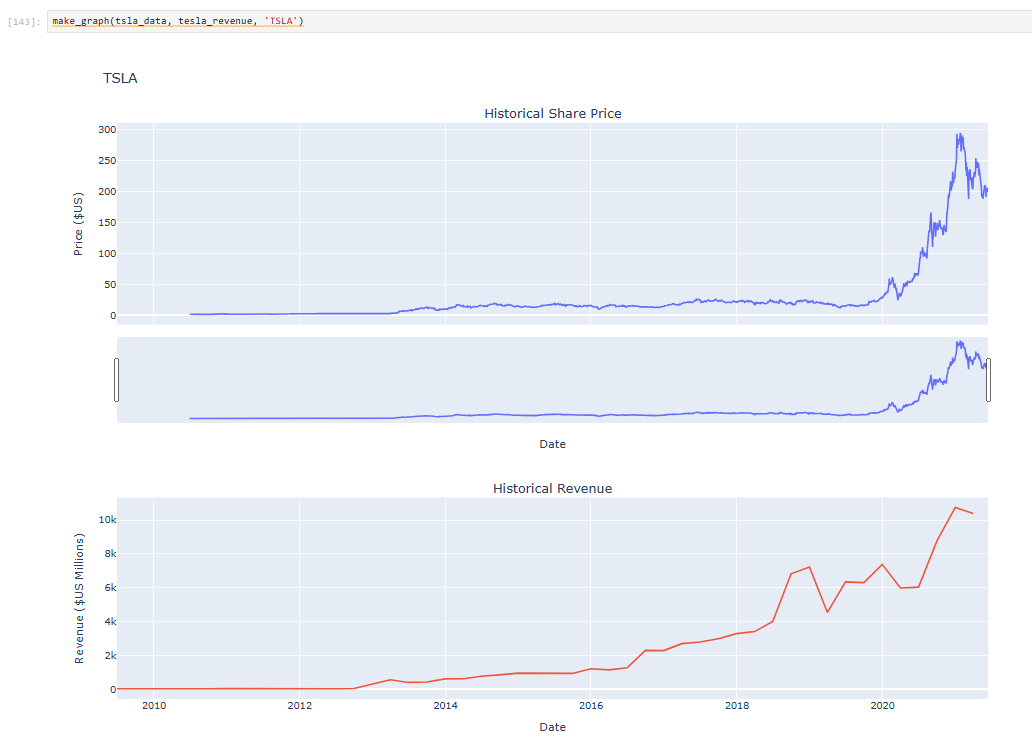 [143]: make_graph(tsla_data, tesla_revenue, 'TSLA')
TSLA
Historical Share Price
300
250
200
150
100
50
0
Price ($US)
Date
Historical Revenue
10k
8k
6k
4k
2k
0
Revenue ($US Millions)
2010 2012 2014 2016 2018 2020
Date